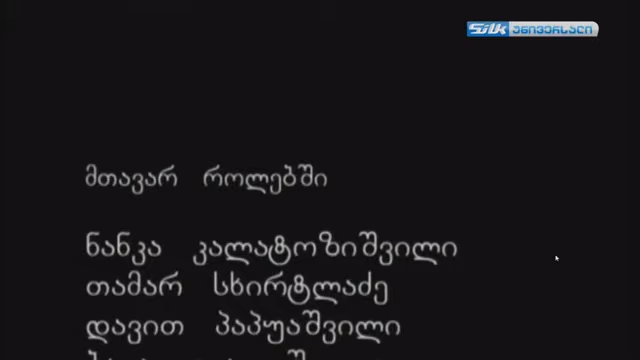 Silk უნივერსალი
მთავარ როლებში
ნანკა კალატოზიშვილი
თამარ სხირტლაძე
დავით პაპუაშვილი